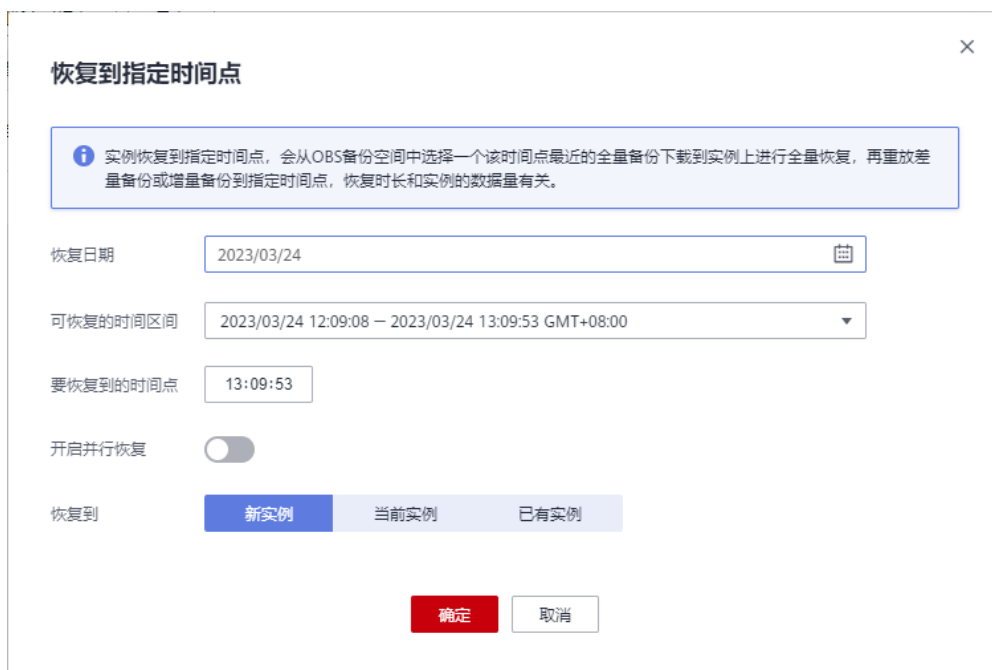 恢复到指定时间点
实例恢复到指定时间点，会从OBS备份空间中选择一个该时间点最近的全量备份下载到实例上进行全量恢复，再重放差
量备份或增量备份到指定时间点，恢复时长和实例的数据量有关。
恢复日期 2023/03/24
可恢复的时间区间 2023/03/24 12:09:08 — 2023/03/24 13:09:53 GMT+08:00
要恢复到的时间点 13:09:53
开启并行恢复
恢复到 新实例 当前实例 已有实例
确定 取消